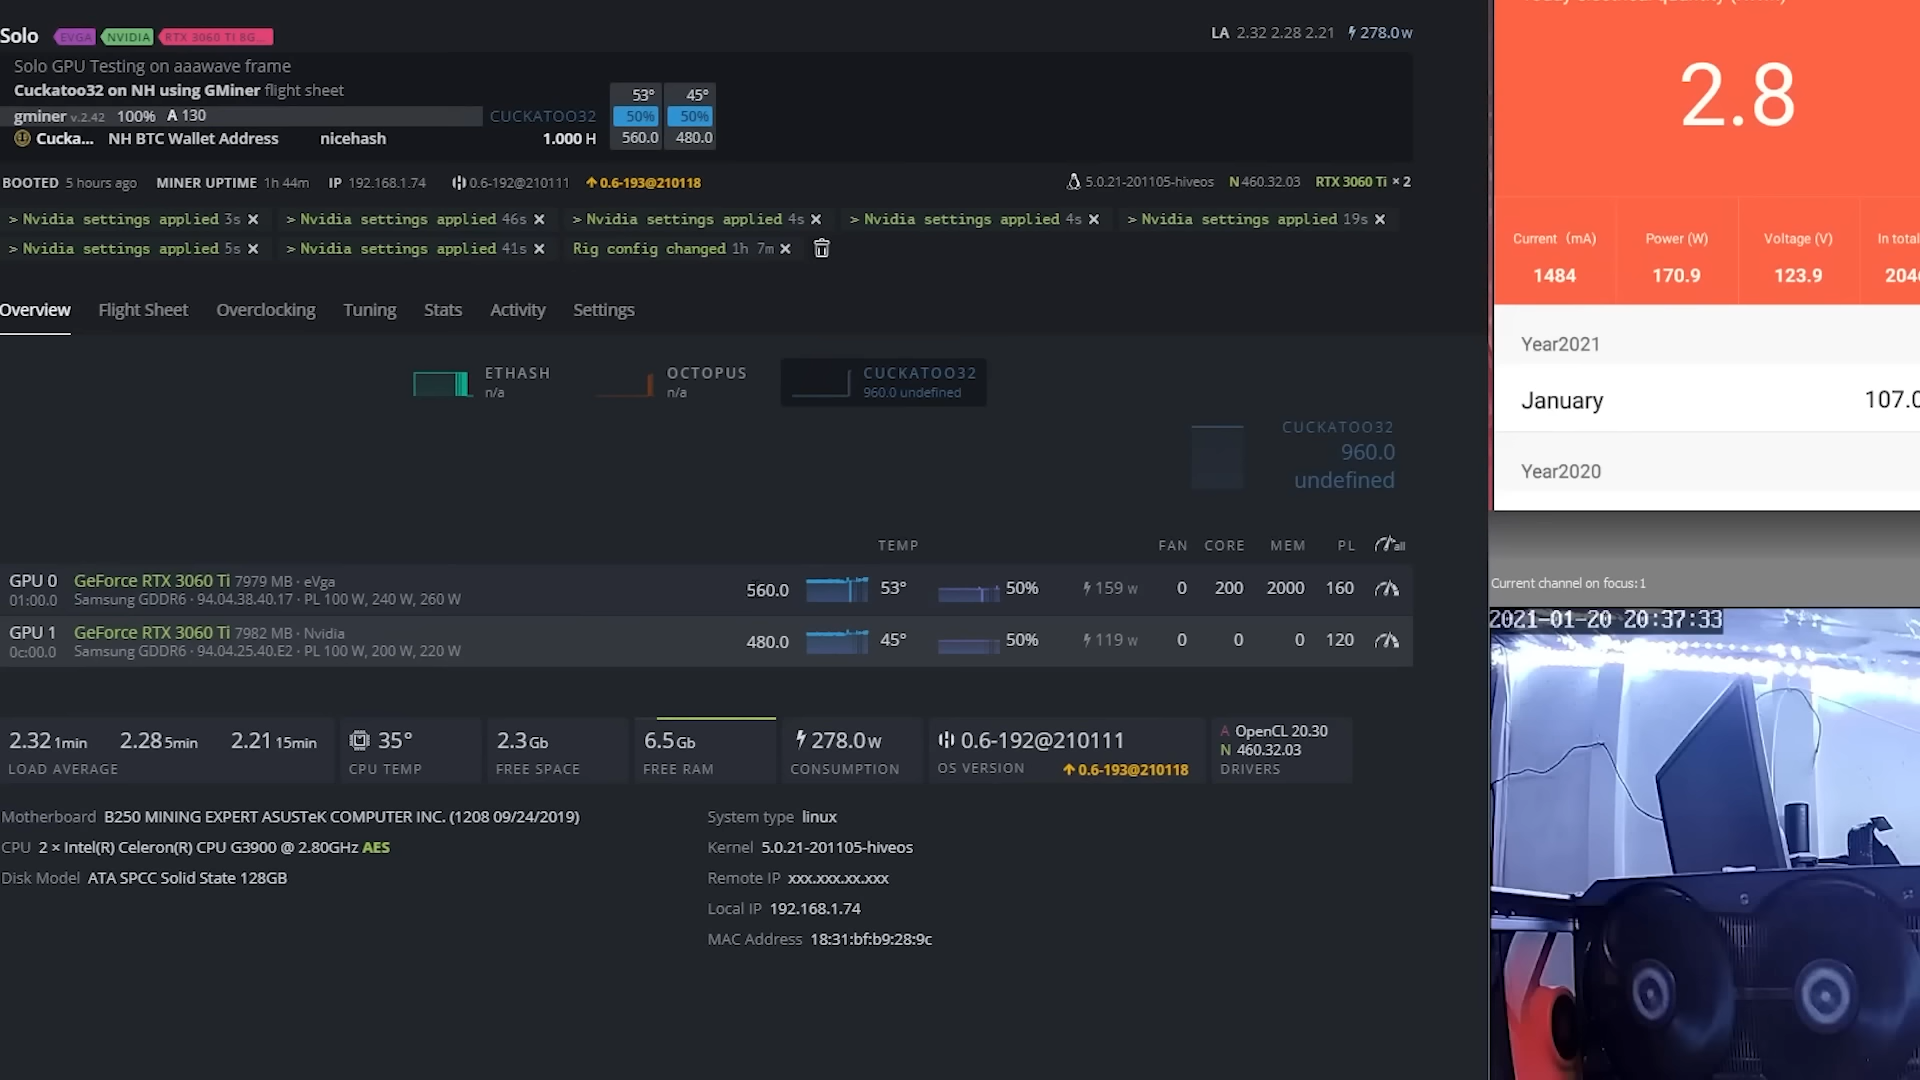 Solo EVGA NVIDIA RTX 3060 TI 8G...
LA 2.32 2.28 2.21 278.0 w
Solo GPU Testing on aaawave frame
Cuckatoo32 on NH using GMiner flight sheet
53° 45°
gminer v.2.42 100% A 130 CUCKATOO32 50% 50%
Cucka... NH BTC Wallet Address nicehash 1.000 H 560.0 480.0
BOOTED 5 hours ago MINER UPTIME 1h 44m IP 192.168.1.74 0.6-192@210111 0.6-193@210118 5.0.21-201105-hiveos N 460.32.03 RTX 3060 Ti × 2
> Nvidia settings applied 3s × > Nvidia settings applied 46s × > Nvidia settings applied 4s × > Nvidia settings applied 4s × > Nvidia settings applied 19s ×
> Nvidia settings applied 5s × > Nvidia settings applied 41s × Rig config changed 1h 7m ×
Overview Flight Sheet Overclocking Tuning Stats Activity Settings
ETHASH OCTOPUS CUCKATOO32
n/a n/a 960.0 undefined
CUCKATOO32
960.0
undefined
TEMP FAN CORE MEM PL all
GPU 0 GeForce RTX 3060 Ti 7979 MB · eVga 560.0 53° 50% 159 w 0 200 2000 160
01:00.0 Samsung GDDR6 · 94.04.38.40.17 · PL 100 W, 240 W, 260 W
GPU 1 GeForce RTX 3060 Ti 7982 MB · Nvidia 480.0 45° 50% 119 w 0 0 0 120
0c:00.0 Samsung GDDR6 · 94.04.25.40.E2 · PL 100 W, 200 W, 220 W
2.32 1min 2.28 5min 2.21 15min
LOAD AVERAGE
35°
CPU TEMP
2.3 Gb
FREE SPACE
6.5 Gb
FREE RAM
278.0 W
CONSUMPTION
0.6-192@210111
OS VERSION 0.6-193@210118
A OpenCL 20.30
N 460.32.03
DRIVERS
Motherboard B250 MINING EXPERT ASUSTeK COMPUTER INC. (1208 09/24/2019)
CPU 2 × Intel(R) Celeron(R) CPU G3900 @ 2.80GHz AES
Disk Model ATA SPCC Solid State 128GB
System type linux
Kernel 5.0.21-201105-hiveos
Remote IP xxx.xxx.xx.xxx
Local IP 192.168.1.74
MAC Address 18:31:bf:b9:28:9c
2.8
Current (mA) Power (W) Voltage (V) In total
1484 170.9 123.9 204
Year2021
January 107.0
Year2020
Current channel on focus:1
2021-01-20 20:37:33